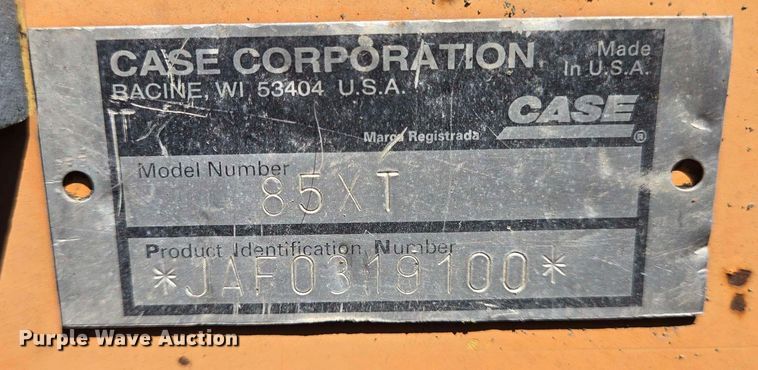 CASE CORPORATION
RACINE, WI 53404 U.S.A.
Made
In U.S.A.
Marca Registrada
CASE ®
Model Number
85XT
Product Identification Number
*JAF0319100*
Purple Wave Auction